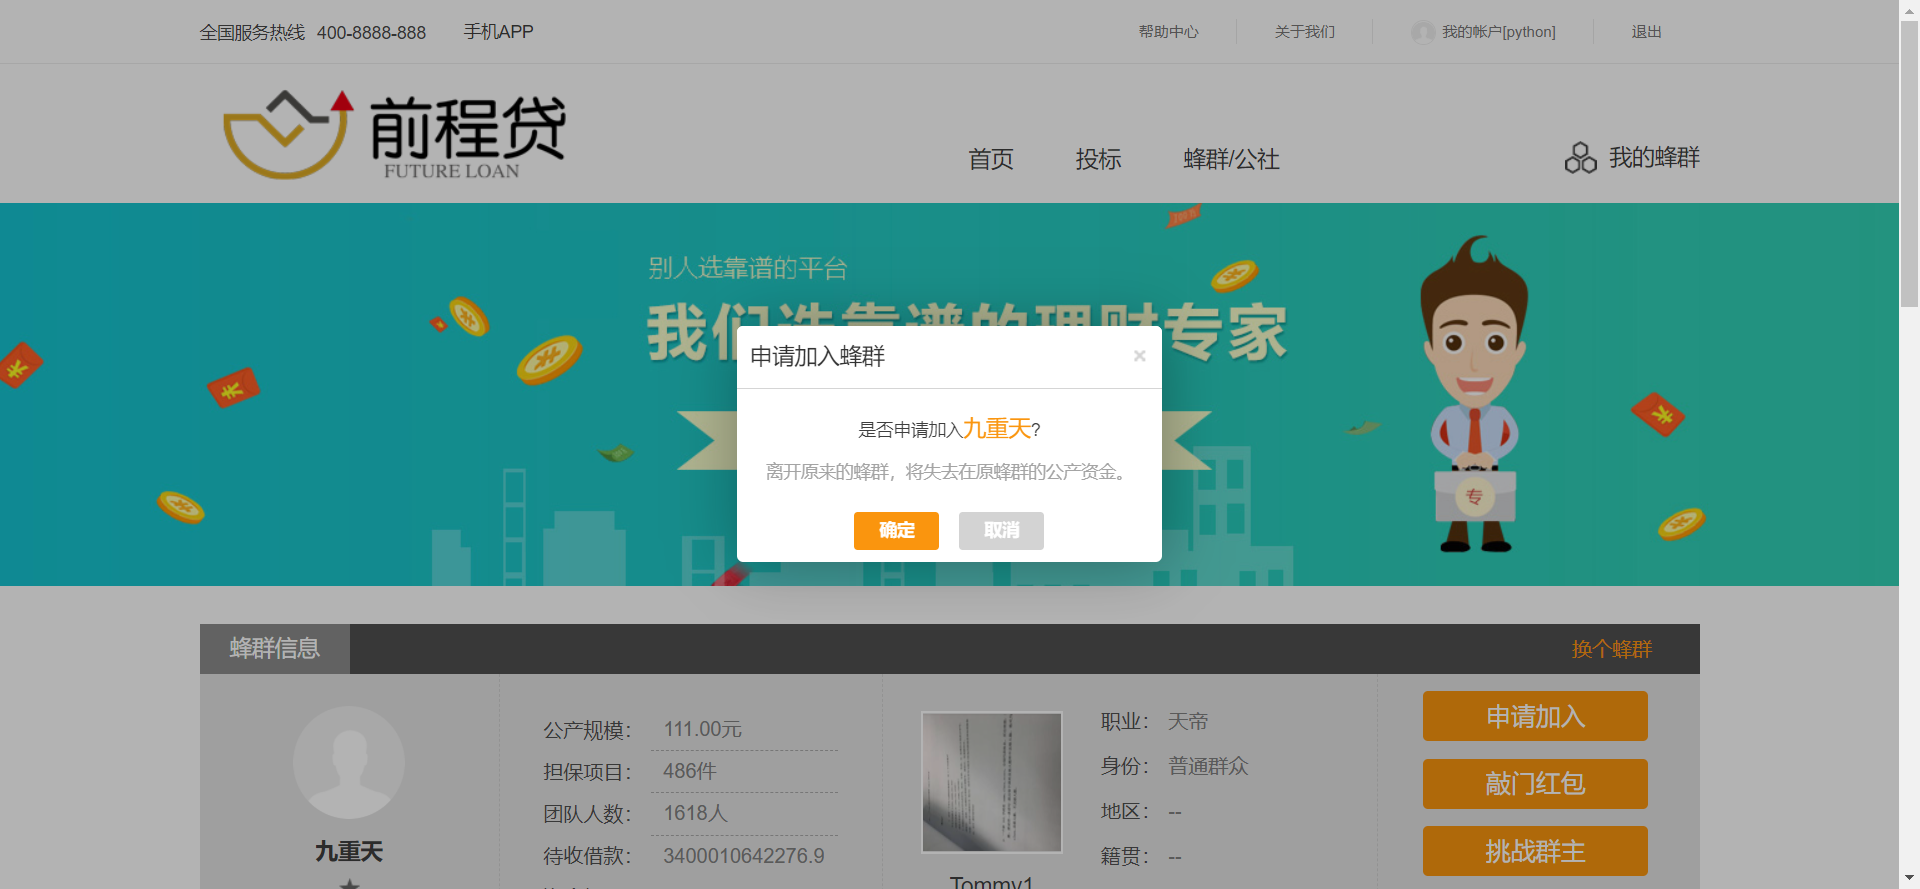 全国服务热线 400-8888-888 手机APP
帮助中心 关于我们 我的帐户[python] 退出
前程贷
FUTURE LOAN
首页 投标 蜂群/公社 我的蜂群
别人选靠谱的平台
我们选靠谱的理财专家
申请加入蜂群 ×
是否申请加入九重天?
离开原来的蜂群，将失去在原蜂群的公产资金。
确定 取消
专
蜂群信息 换个蜂群
九重天
公产规模： 111.00元
担保项目： 486件
团队人数： 1618人
待收借款： 3400010642276.9
Tommy1
职业： 天帝
身份： 普通群众
地区： --
籍贯： --
申请加入
敲门红包
挑战群主